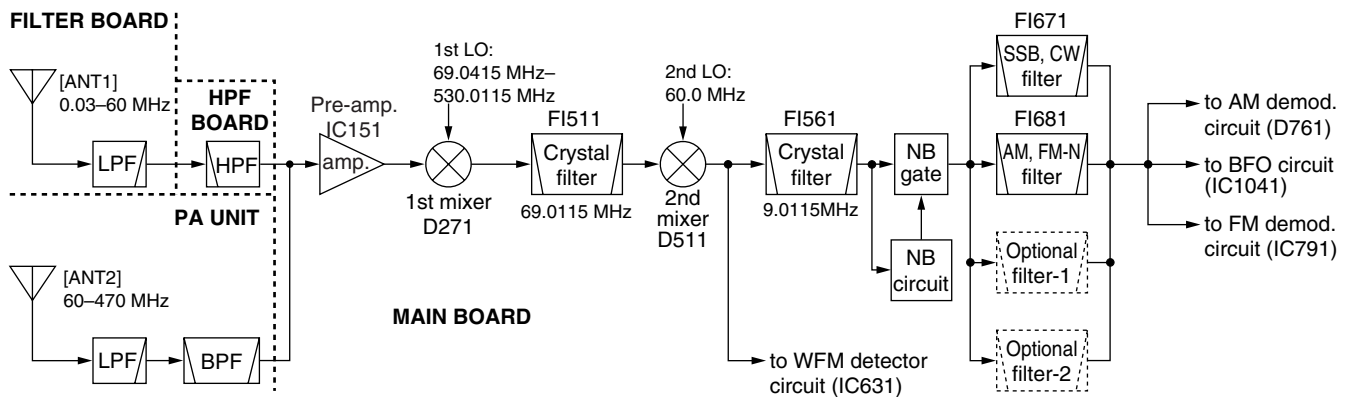 FILTER BOARD
[ANT1]
0.03–60 MHz
LPF
HPF
BOARD
HPF
Pre-amp.
IC151
amp.
1st LO:
69.0415 MHz–
530.0115 MHz
1st mixer
D271
FI511
Crystal
filter
69.0115 MHz
2nd LO:
60.0 MHz
2nd
mixer
D511
FI561
Crystal
filter
9.0115MHz
NB
gate
NB
circuit
FI671
SSB, CW
filter
FI681
AM, FM-N
filter
Optional
filter-1
Optional
filter-2
to AM demod.
circuit (D761)
to BFO circuit
(IC1041)
to FM demod.
circuit (IC791)
PA UNIT
[ANT2]
60–470 MHz
LPF
BPF
MAIN BOARD
to WFM detector
circuit (IC631)